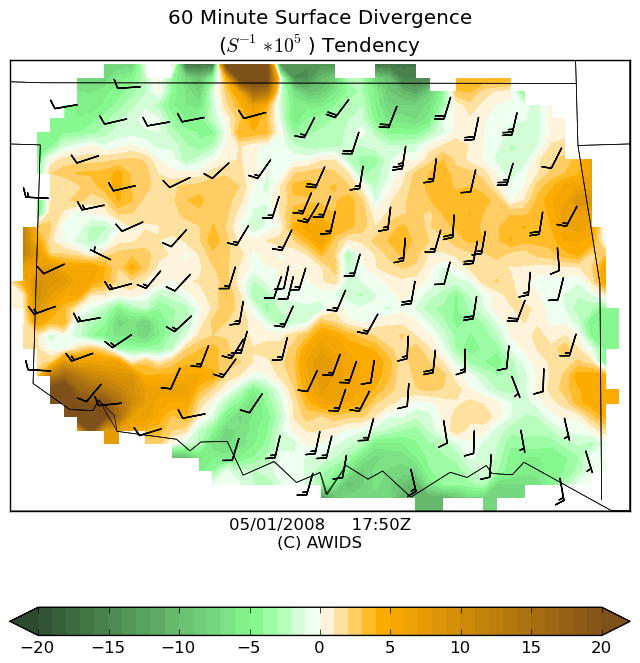 60 Minute Surface Divergence
(S⁻¹ *10⁵ ) Tendency
05/01/2008 17:50Z
(C) AWIDS
−20 −15 −10 −5 0 5 10 15 20